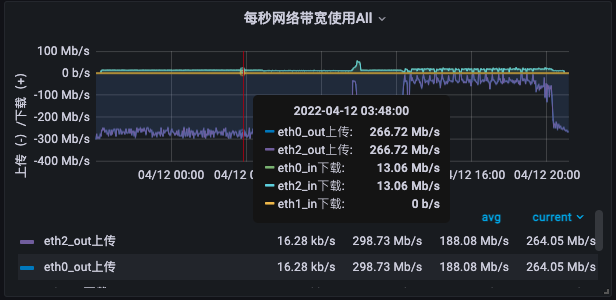 每秒网络带宽使用All
100 Mb/s
0 b/s
-100 Mb/s
-200 Mb/s
-300 Mb/s
-400 Mb/s
上传 (-) /下载 (+)
04/12 00:00
04/12 16:00
04/12 20:00
2022-04-12 03:48:00
eth0_out上传: 266.72 Mb/s
eth2_out上传: 266.72 Mb/s
eth0_in下载: 13.06 Mb/s
eth2_in下载: 13.06 Mb/s
eth1_in下载: 0 b/s
avg current
eth2_out上传 16.28 kb/s 298.73 Mb/s 188.08 Mb/s 264.05 Mb/s
eth0_out上传 16.28 kb/s 298.73 Mb/s 188.08 Mb/s 264.05 Mb/s